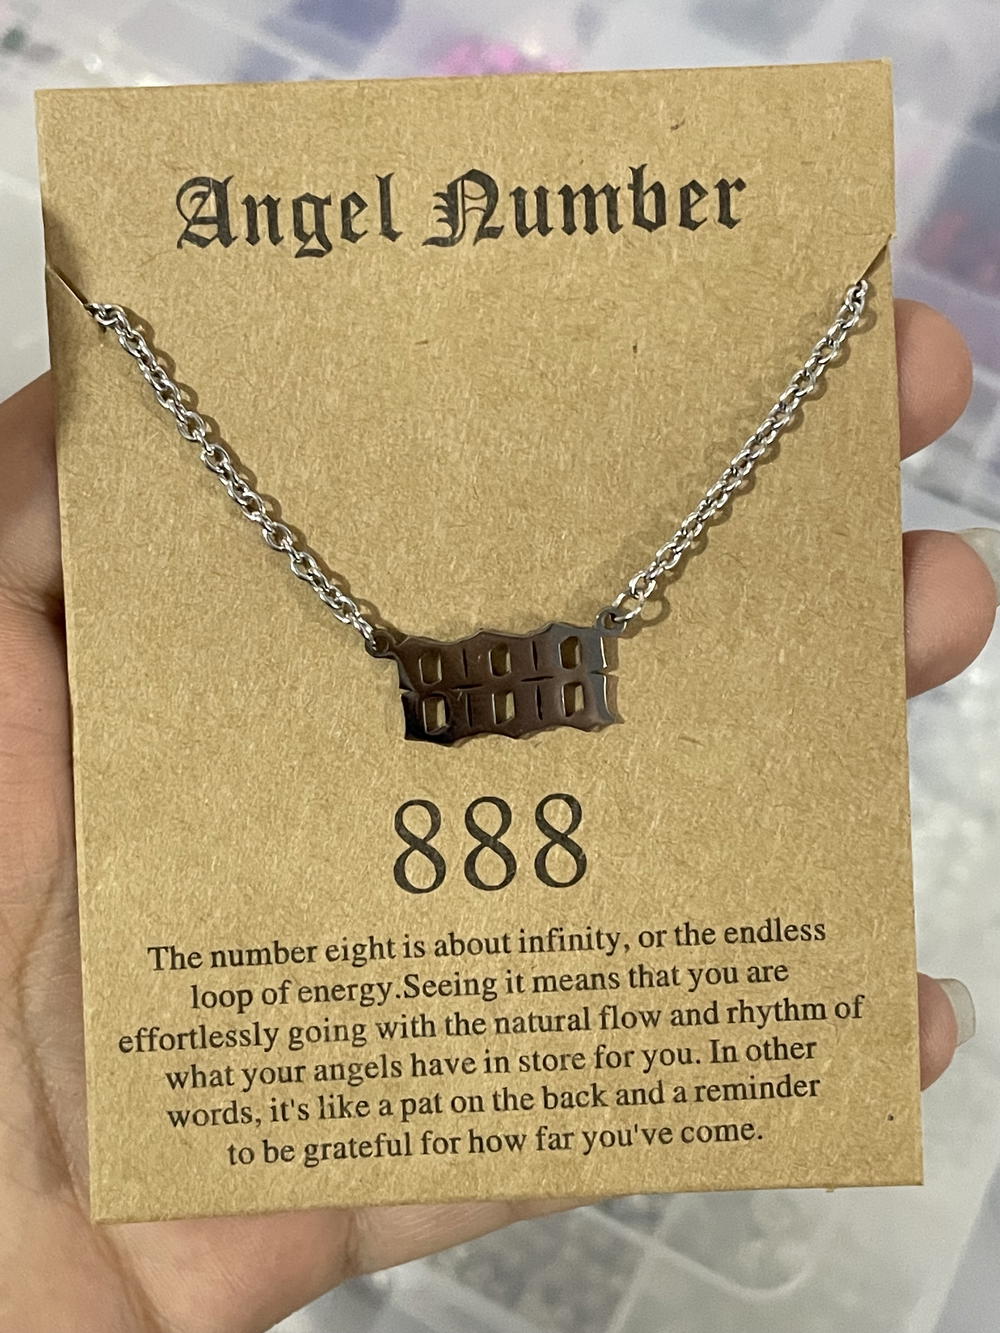 Angel Number
888
888
The number eight is about infinity, or the endless
loop of energy.Seeing it means that you are
effortlessly going with the natural flow and rhythm of
what your angels have in store for you. In other
words, it's like a pat on the back and a reminder
to be grateful for how far you've come.